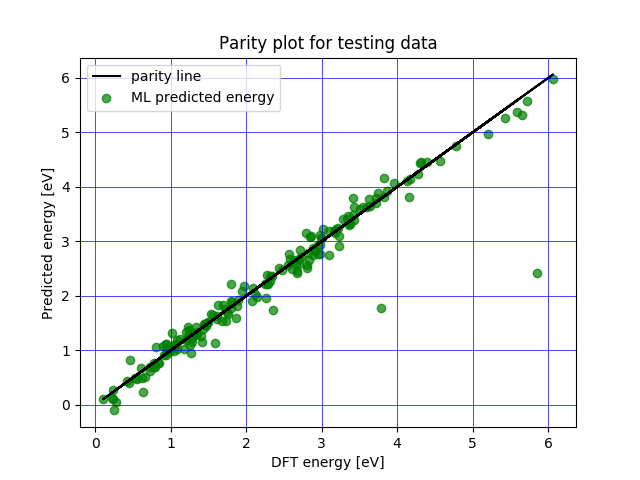 Parity plot for testing data
parity line
ML predicted energy
6
5
4
3
2
1
0
Predicted energy [eV]
0 1 2 3 4 5 6
DFT energy [eV]